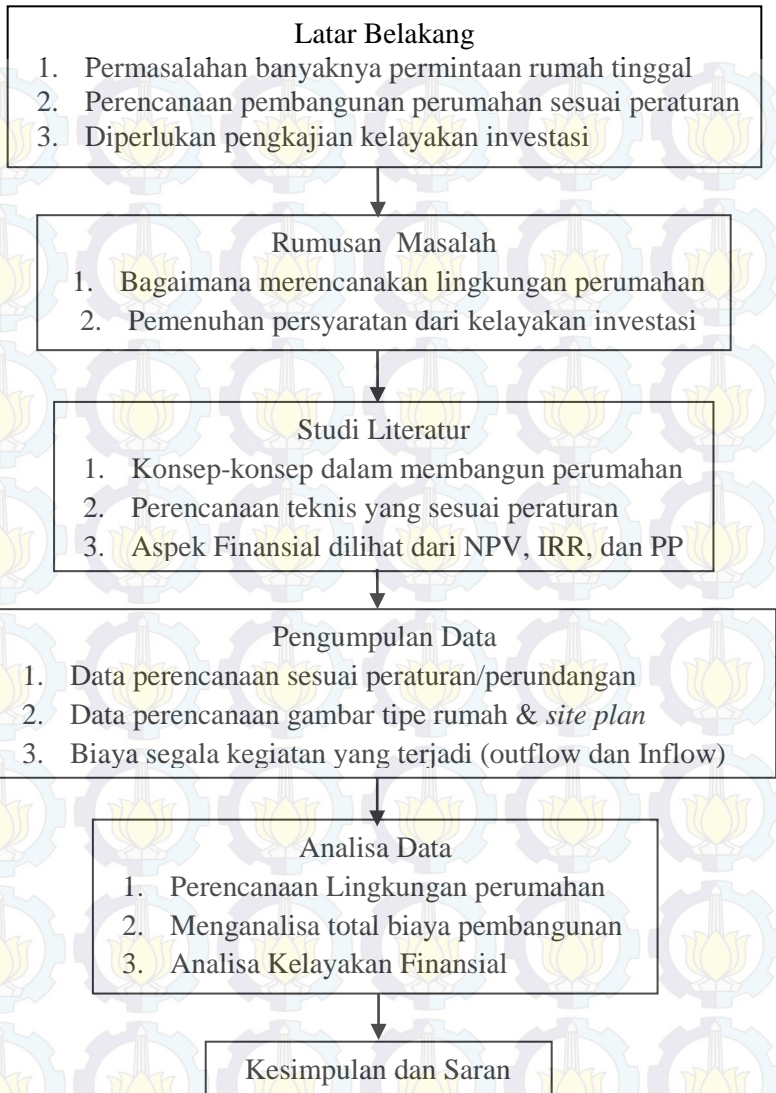 Latar Belakang
1. Permasalahan banyaknya permintaan rumah tinggal
2. Perencanaan pembangunan perumahan sesuai peraturan
3. Diperlukan pengkajian kelayakan investasi
Rumusan Masalah
1. Bagaimana merencanakan lingkungan perumahan
2. Pemenuhan persyaratan dari kelayakan investasi
Studi Literatur
1. Konsep-konsep dalam membangun perumahan
2. Perencanaan teknis yang sesuai peraturan
3. Aspek Finansial dilihat dari NPV, IRR, dan PP
Pengumpulan Data
1. Data perencanaan sesuai peraturan/perundangan
2. Data perencanaan gambar tipe rumah & site plan
3. Biaya segala kegiatan yang terjadi (outflow dan Inflow)
Analisa Data
1. Perencanaan Lingkungan perumahan
2. Menganalisa total biaya pembangunan
3. Analisa Kelayakan Finansial
Kesimpulan dan Saran